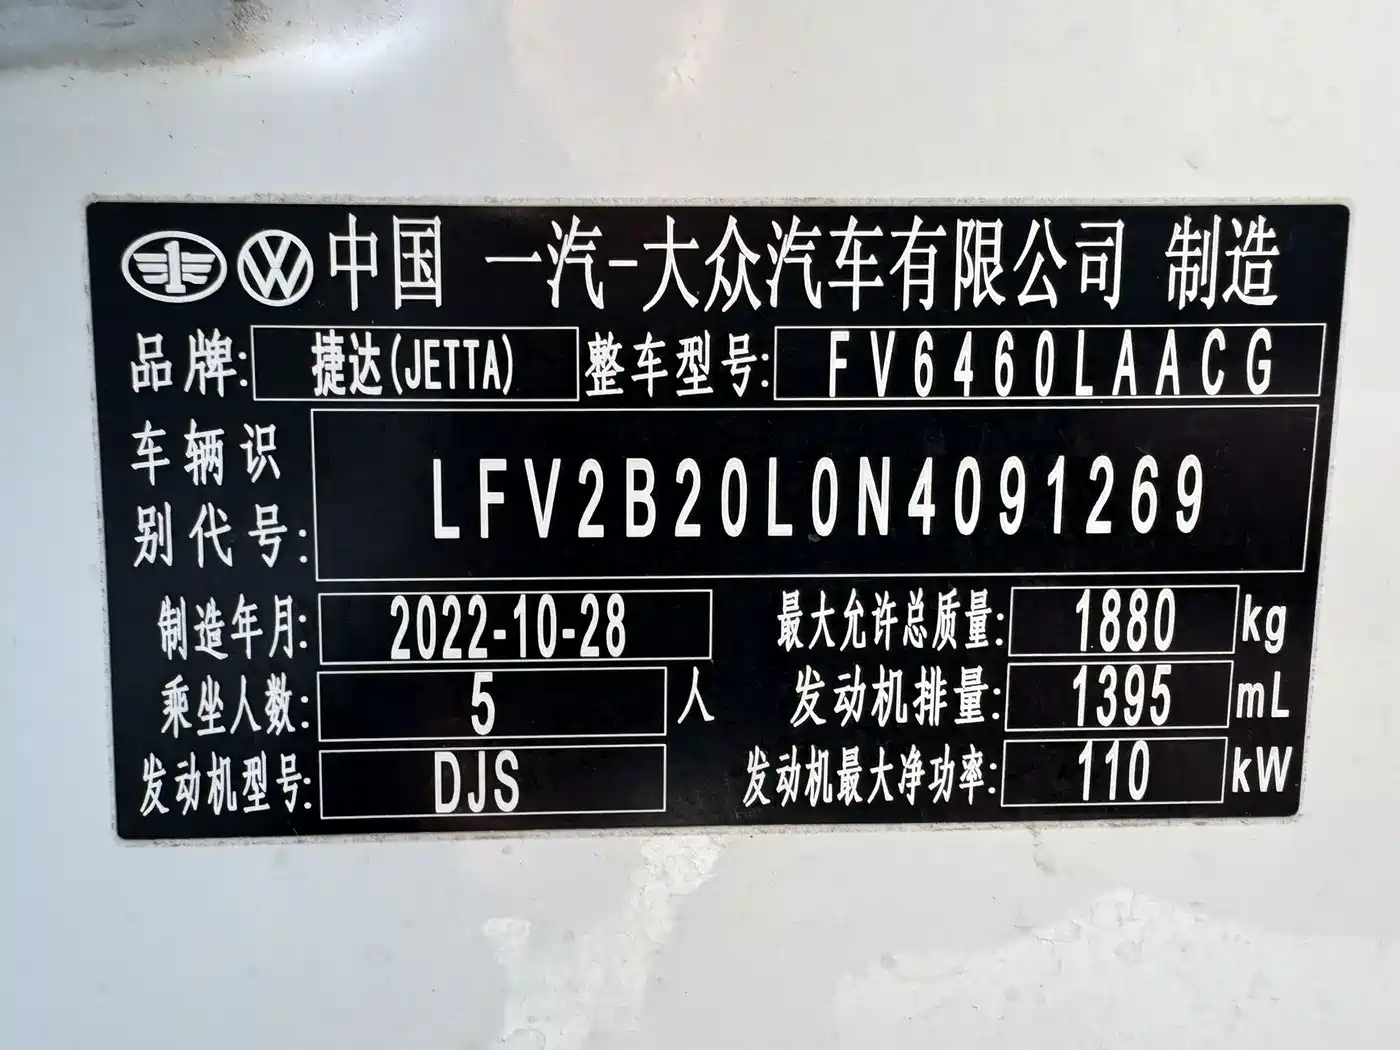 中国 一汽-大众汽车有限公司 制造
品牌: 捷达(JETTA) 整车型号: FV6460LAACG
车辆识别代号: LFV2B20L0N4091269
制造年月: 2022-10-28 最大允许总质量: 1880 kg
乘坐人数: 5 人 发动机排量: 1395 mL
发动机型号: DJS 发动机最大净功率: 110 kW